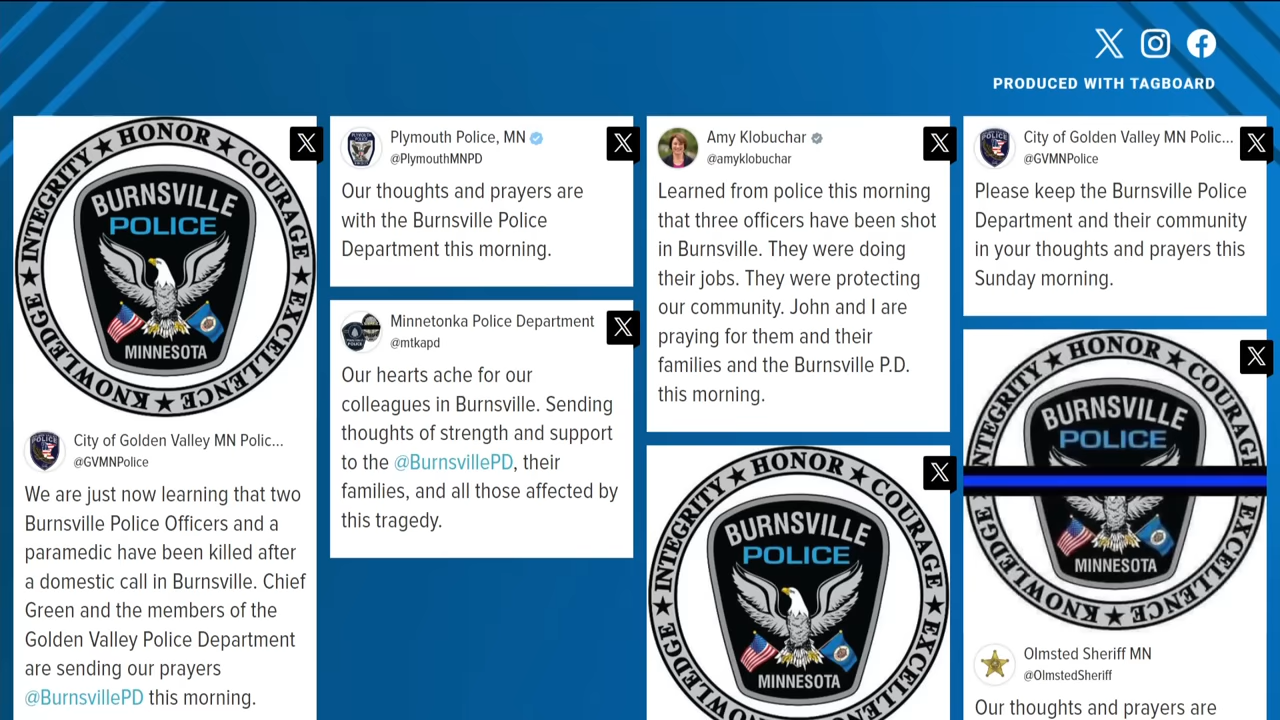 PRODUCED WITH TAGBOARD
HONOR
INTEGRITY
COURAGE
KNOWLEDGE
EXCELLENCE
BURNSVILLE
POLICE
MINNESOTA
City of Golden Valley MN Polic...
@GVMNPolice
We are just now learning that two
Burnsville Police Officers and a
paramedic have been killed after
a domestic call in Burnsville. Chief
Green and the members of the
Golden Valley Police Department
are sending our prayers
@BurnsvillePD this morning.
Plymouth Police, MN
@PlymouthMNPD
Our thoughts and prayers are
with the Burnsville Police
Department this morning.
Minnetonka Police Department
@mtkapd
Our hearts ache for our
colleagues in Burnsville. Sending
thoughts of strength and support
to the @BurnsvillePD, their
families, and all those affected by
this tragedy.
Amy Klobuchar
@amyklobuchar
Learned from police this morning
that three officers have been shot
in Burnsville. They were doing
their jobs. They were protecting
our community. John and I are
praying for them and their
families and the Burnsville P.D.
this morning.
HONOR
INTEGRITY
COURAGE
BURNSVILLE
POLICE
MINNESOTA
City of Golden Valley MN Polic...
@GVMNPolice
Please keep the Burnsville Police
Department and their community
in your thoughts and prayers this
Sunday morning.
HONOR
INTEGRITY
COURAGE
KNOWLEDGE
EXCELLENCE
BURNSVILLE
POLICE
MINNESOTA
Olmsted Sheriff MN
@OlmstedSheriff
Our thoughts and prayers are